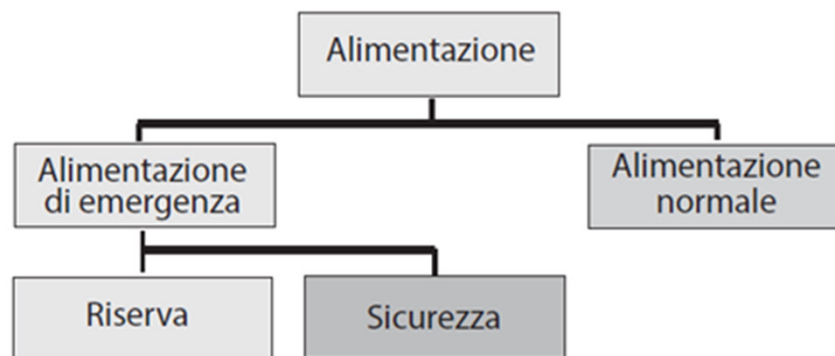 Alimentazione
Alimentazione
di emergenza
Alimentazione
normale
Riserva
Sicurezza